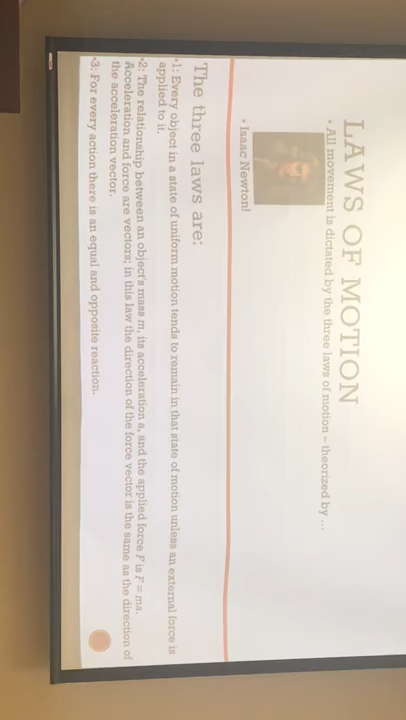 LAWS OF MOTION
• All movement is dictated by the three laws of motion – theorized by ...
• Isaac Newton!
The three laws are:
•1: Every object in a state of uniform motion tends to remain in that state of motion unless an external force is
applied to it.
•2: The relationship between an object's mass m, its acceleration a, and the applied force F is F = ma.
Acceleration and force are vectors; in this law the direction of the force vector is the same as the direction of
the acceleration vector.
•3: For every action there is an equal and opposite reaction.